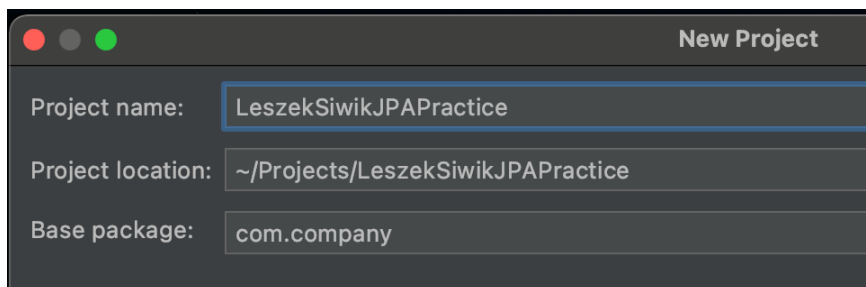 New Project
Project name: LeszekSiwikJPAPractice
Project location: ~/Projects/LeszekSiwikJPAPractice
Base package: com.company